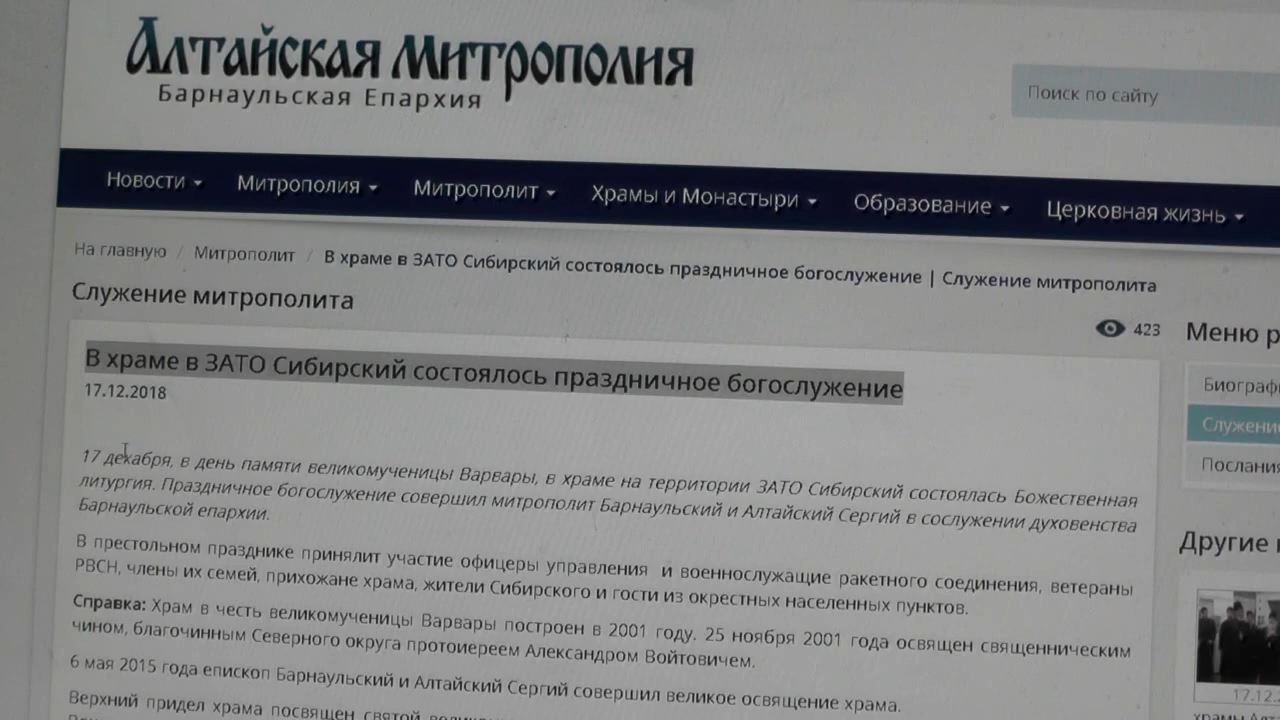 Алтайская Митрополия
Барнаульская Епархия
Поиск по сайту
Новости
Митрополия
Митрополит
Храмы и Монастыри
Образование
Церковная жизнь
На главную / Митрополит / В храме в ЗАТО Сибирский состоялось праздничное богослужение | Служение митрополита
Служение митрополита
423
Меню
В храме в ЗАТО Сибирский состоялось праздничное богослужение
17.12.2018
17 декабря, в день памяти великомученицы Варвары, в храме на территории ЗАТО Сибирский состоялась Божественная
литургия. Праздничное богослужение совершил митрополит Барнаульский и Алтайский Сергий в сослужении духовенства
Барнаульской епархии.
В престольном празднике принялит участие офицеры управления и военнослужащие ракетного соединения, ветераны
РВСН, члены их семей, прихожане храма, жители Сибирского и гости из окрестных населенных пунктов.
Справка: Храм в честь великомученицы Варвары построен в 2001 году. 25 ноября 2001 года освящен священническим
чином, благочинным Северного округа протоиереем Александром Войтовичем.
6 мая 2015 года епископ Барнаульский и Алтайский Сергий совершил великое освящение храма.
Верхний придел храма посвящен святой
Послания
Другие
17.12.